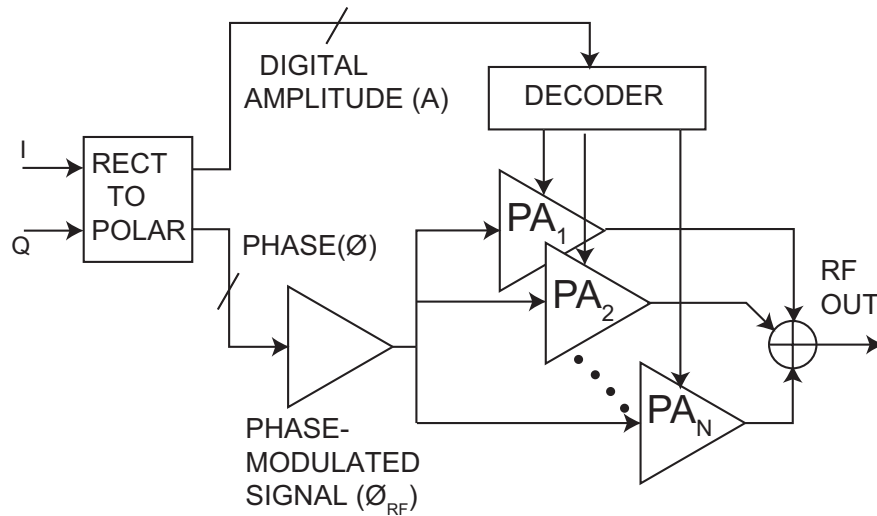 DIGITAL
AMPLITUDE (A)
DECODER
I
Q
RECT
TO
POLAR
PHASE(Ø)
PA1
PA2
PAN
RF
OUT
PHASE-
MODULATED
SIGNAL (ØRF)